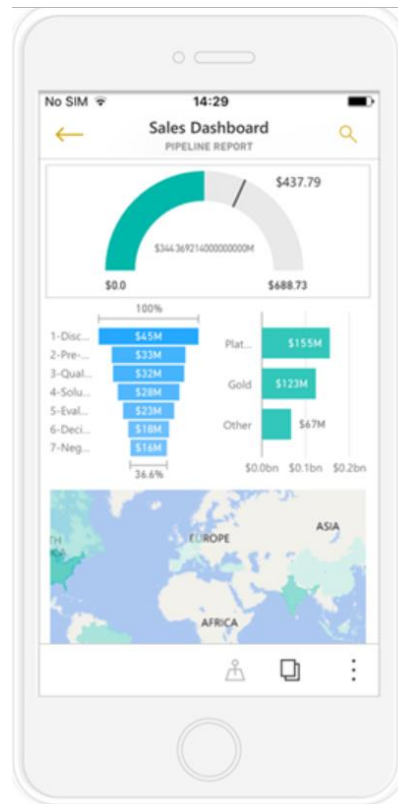 No SIM 14:29
Sales Dashboard
PIPELINE REPORT
$437.79
$344.369214000000000M
$0.0 $688.73
100%
1-Disc... $45M
2-Pre-... $33M
3-Qual... $32M
4-Solu... $28M
5-Eval... $23M
6-Deci... $18M
7-Neg... $16M
36.6%
Plat... $155M
Gold $123M
Other $67M
$0.0bn $0.1bn $0.2bn
EUROPE
ASIA
AFRICA